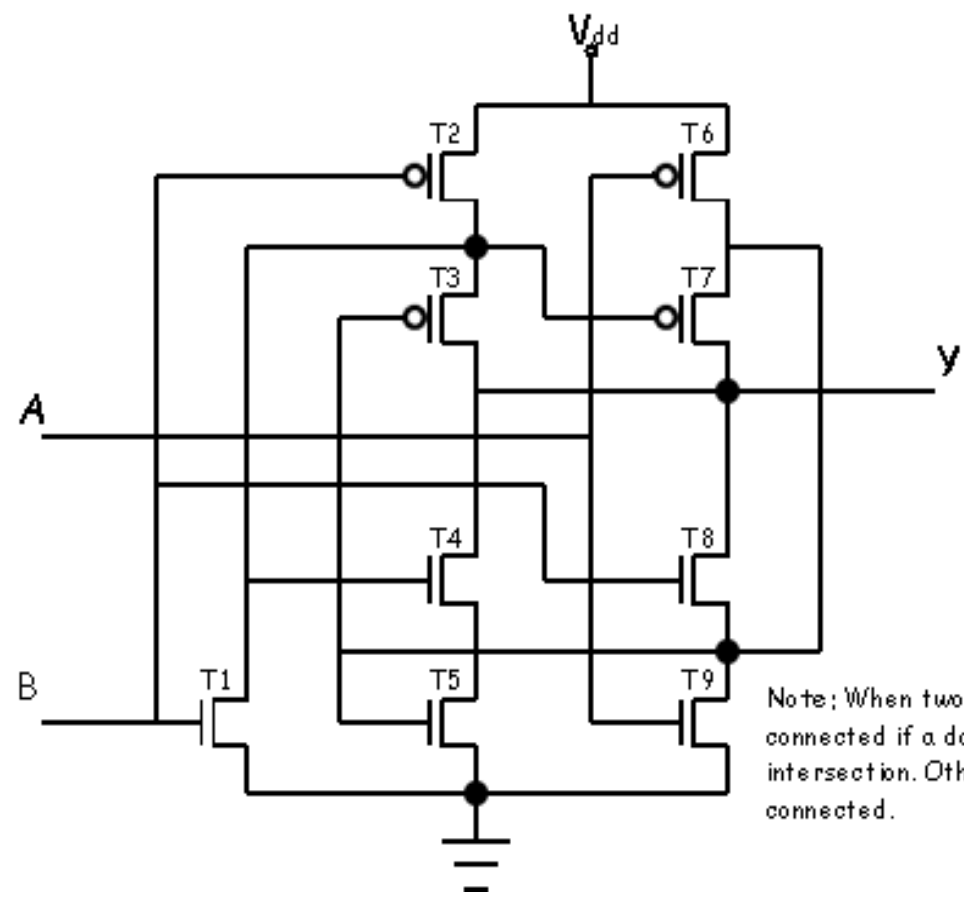 Vdd
T2
T6
T3
T7
y
A
T4
T8
B
T1
T5
T9
Note; When two
connected if a
intersection.
connected.